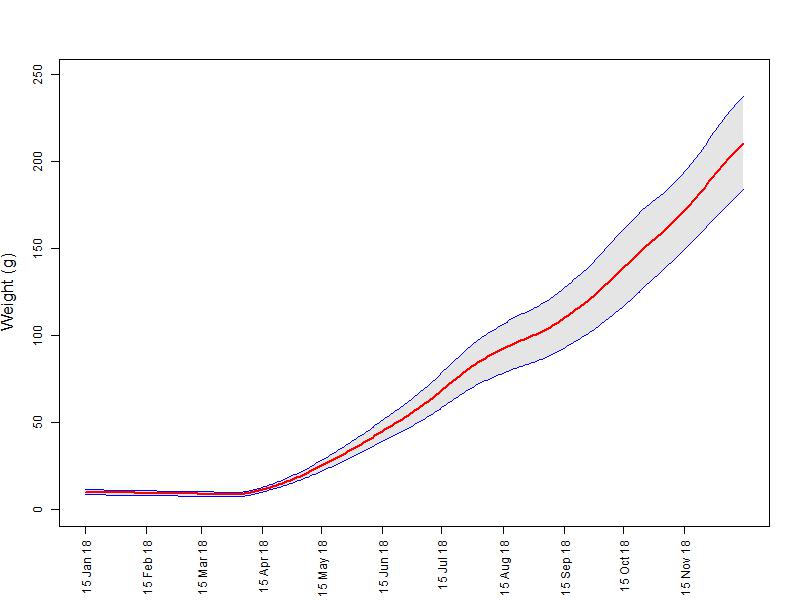 Weight (g)
250
200
150
100
50
0
15 Jan 18
15 Feb 18
15 Mar 18
15 Apr 18
15 May 18
15 Jun 18
15 Jul 18
15 Aug 18
15 Sep 18
15 Oct 18
15 Nov 18